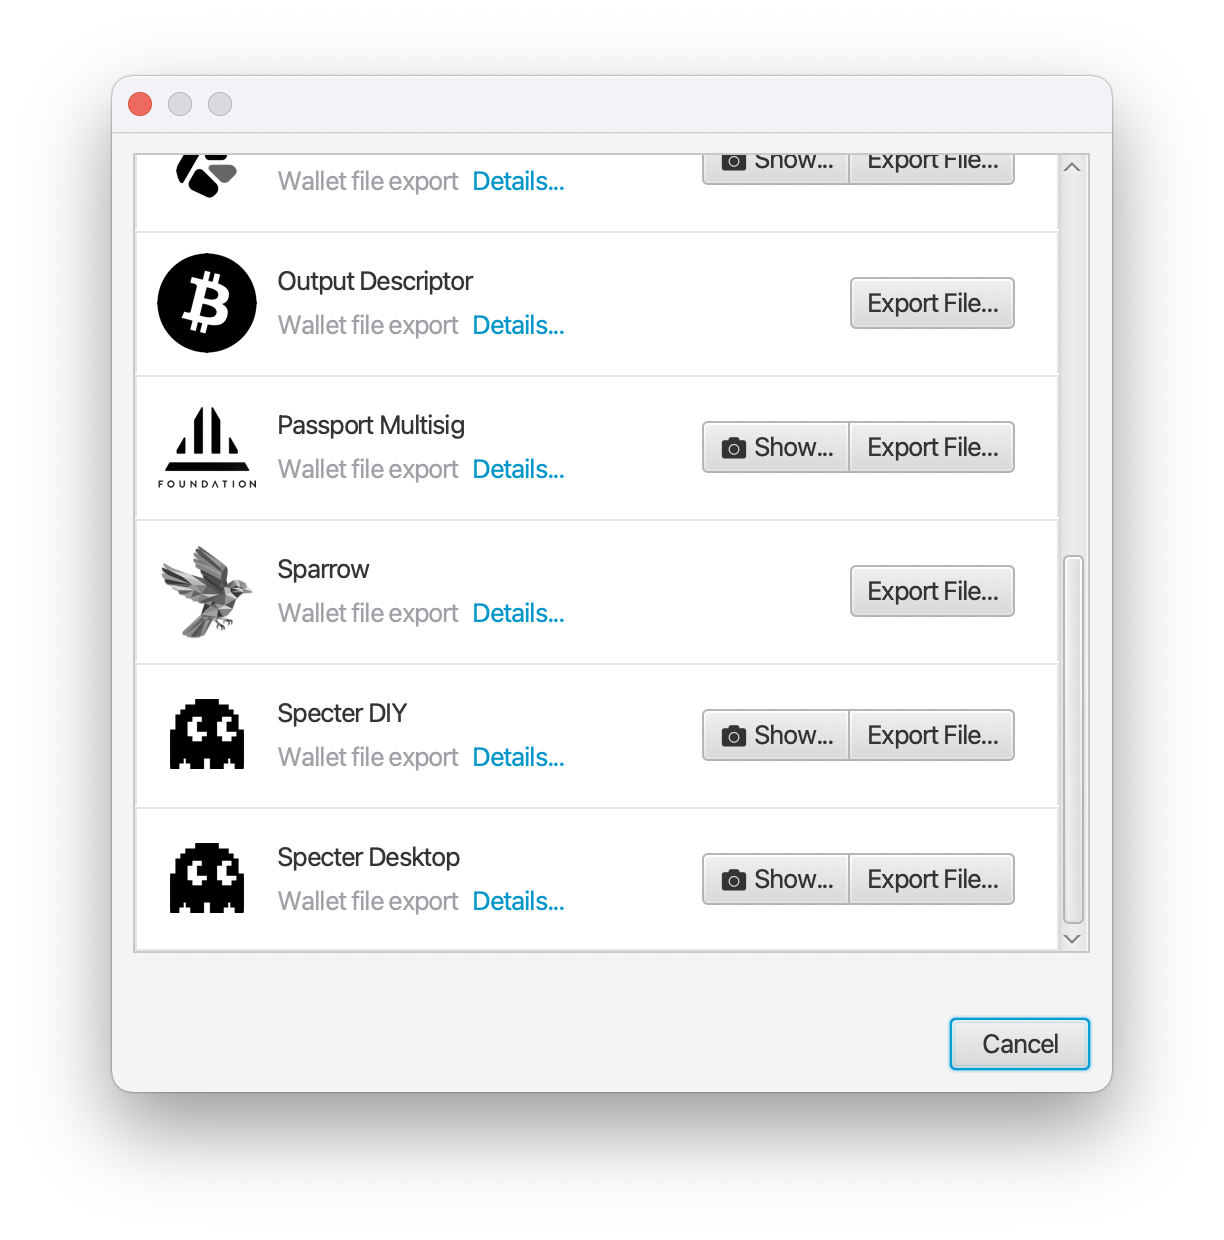 Show... Export File...
Wallet file export Details...
Output Descriptor
Export File...
Wallet file export Details...
Passport Multisig
Show... Export File...
Wallet file export Details...
FOUNDATION
Sparrow
Export File...
Wallet file export Details...
Specter DIY
Show... Export File...
Wallet file export Details...
Specter Desktop
Show... Export File...
Wallet file export Details...
Cancel